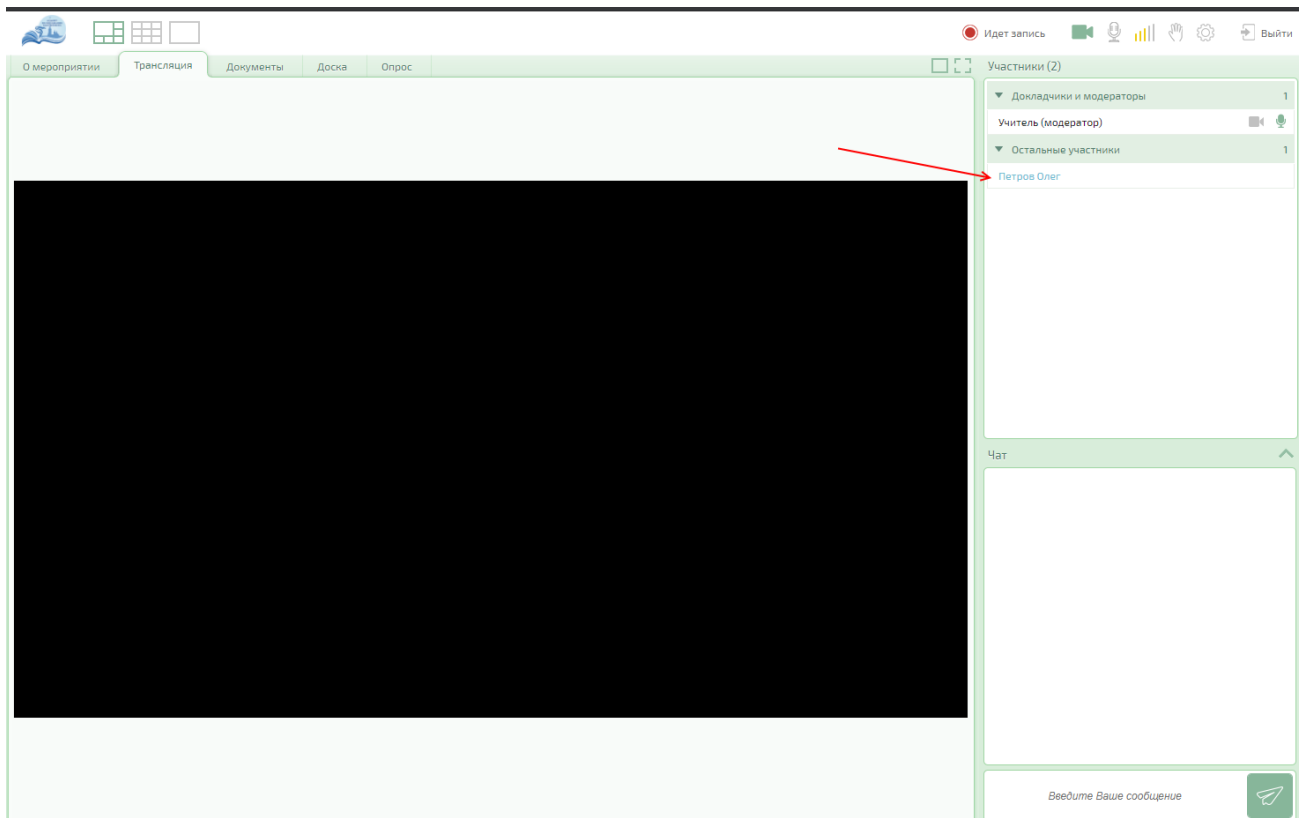 Идет запись
Выйти
О мероприятии
Трансляция
Документы
Доска
Опрос
Участники (2)
Докладчики и модераторы 1
Учитель (модератор)
Остальные участники 1
Петров Олег
Чат
Введите Ваше сообщение